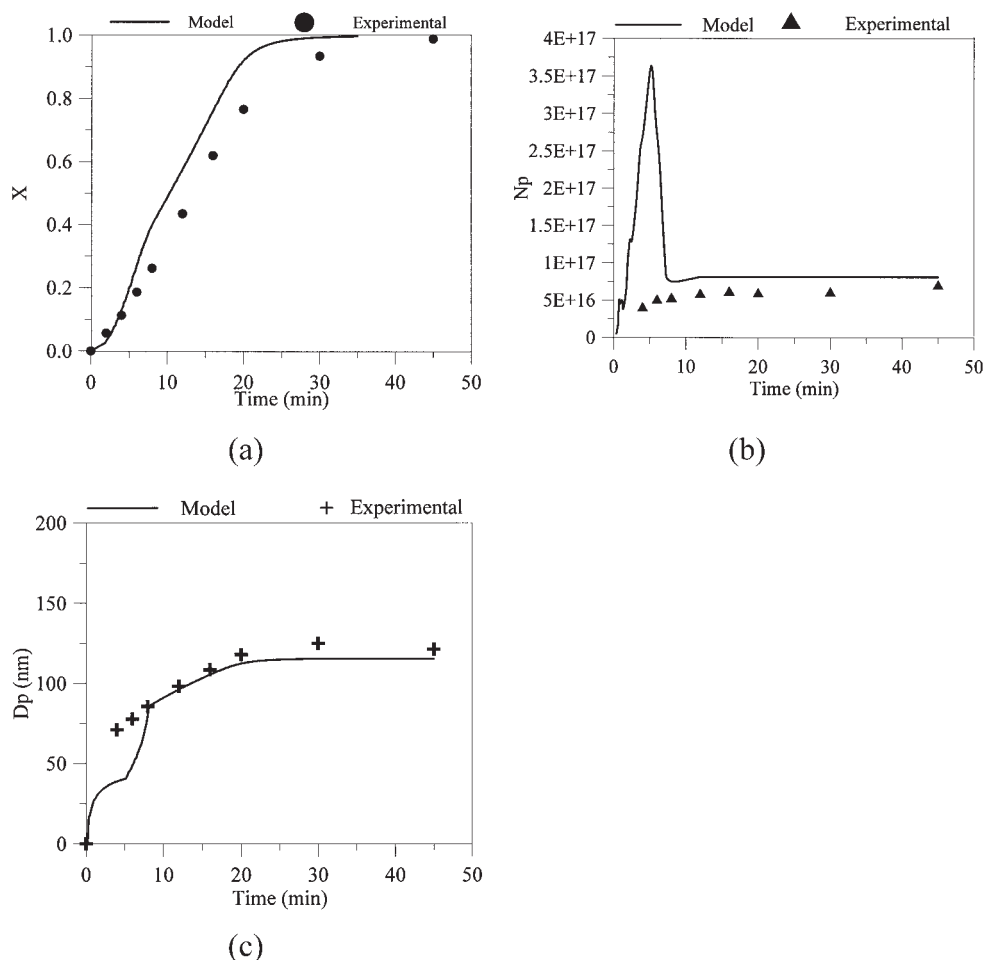 Model Experimental
1.0
0.8
0.6
0.4
0.2
0.0
X
0 10 20 30 40 50
Time (min)
(a)
Model Experimental
4E+17
3.5E+17
3E+17
2.5E+17
2E+17
1.5E+17
1E+17
5E+16
0
Np
0 10 20 30 40 50
Time (min)
(b)
Model Experimental
200
150
100
50
0
Dp (nm)
0 10 20 30 40 50
Time (min)
(c)